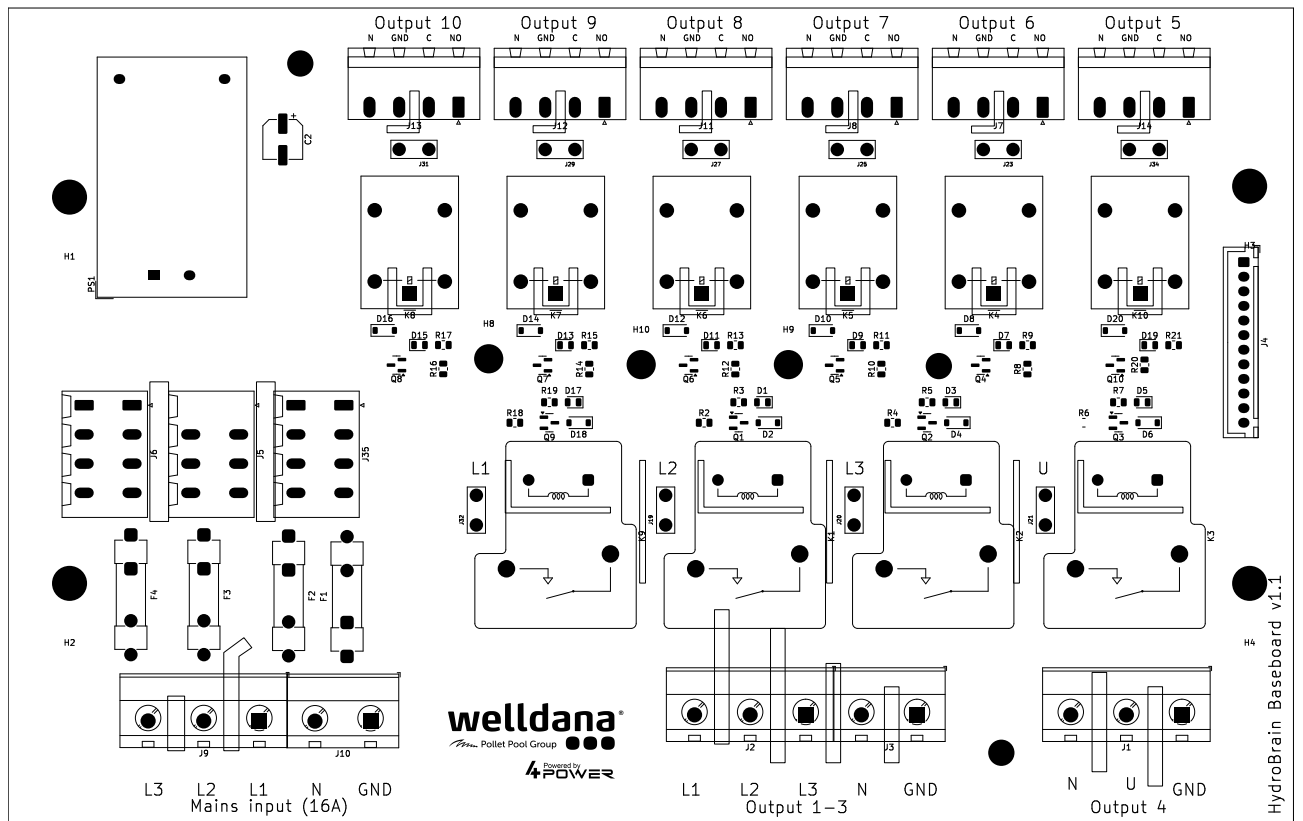 Output 10 Output 9 Output 8 Output 7 Output 6 Output 5
N GND C NO N GND C NO N GND C NO N GND C NO N GND C NO N GND C NO
J13 J12 J11 J8 J7 J14
+
C2
J31 J29 J27 J25 J23 J34
H1
H3
PS1
K8 K7 K6 K5 K4 K10
J4
D16 D14 D12 D10 D8 D20
H8 H10 H9
D15 R17 D13 R15 D11 R13 D9 R11 D7 R9 D19 R21
Q8 R16 Q7 R14 Q6 R12 Q5 R10 Q4 R8 Q10 R20
R19 D17 R3 D1 R5 D3 R7 D5
R18 Q9 D18 R2 Q1 D2 R4 Q2 D4 R6 Q3 D6
J6 J5 J35
L1 L2 L3 U
J32 J19 J20 J21
K9 K1 K2 K3
F4 F3 F2 F1
H2
H4
HydroBrain Baseboard v1.1
welldana®
Pollet Pool Group
Powered by
4POWER
J9 J10 J2 J3 J1
L3 L2 L1 N GND
Mains input (16A)
L1 L2 L3 N GND
Output 1-3
N U GND
Output 4